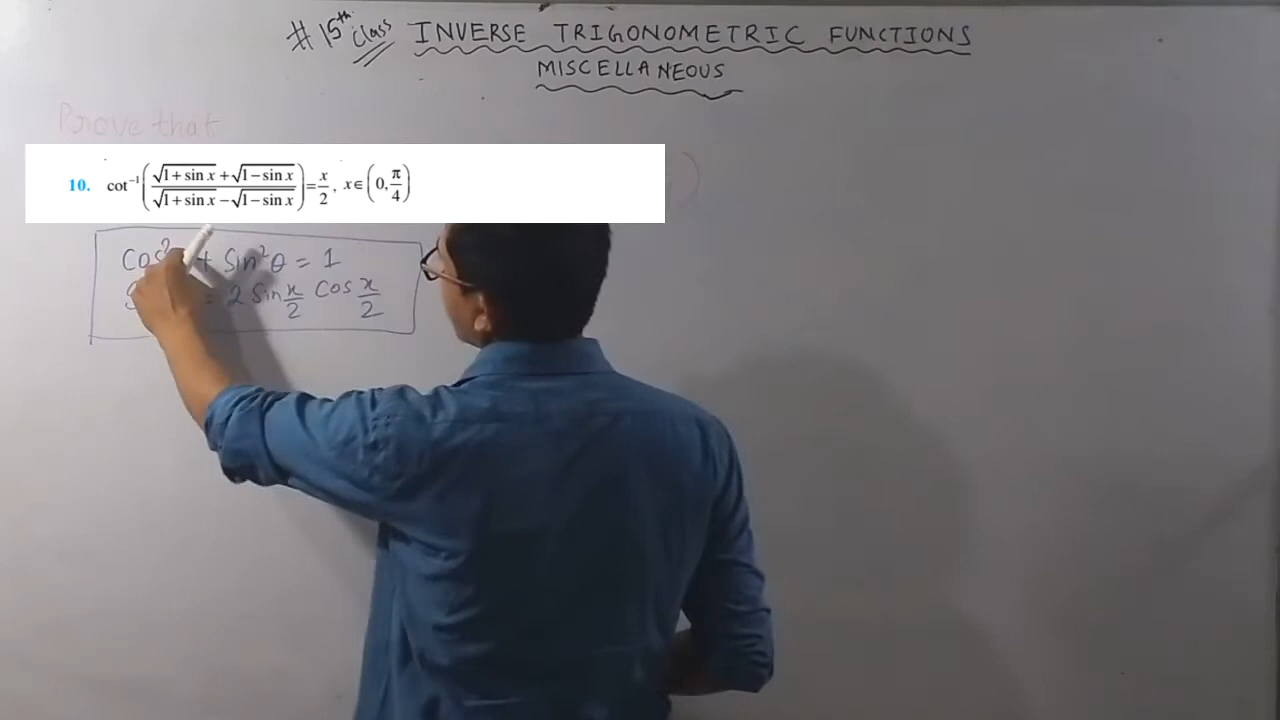 # 15th Class INVERSE TRIGONOMETRIC FUNCTIONS
MISCELLANEOUS
Prove that
10. cot⁻¹((√(1+sin x)+√(1−sin x))/(√(1+sin x)−√(1−sin x)))=x/2, x∈(0,π/4)
Cos² + Sin²θ = 1
= 2 Sin x/2 Cos x/2